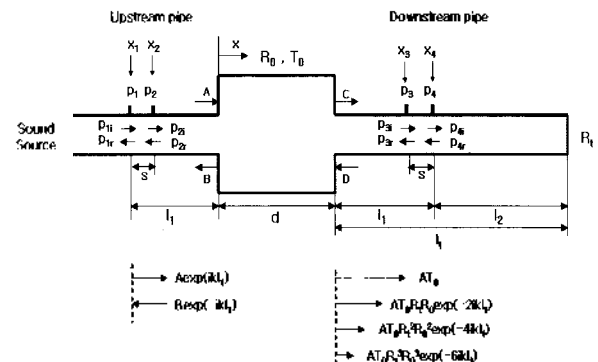 Upstream pipe
Downstream pipe
x₁ x₂
x
R₀ , T₀
x₃ x₄
p₁ p₂
A
C
p₃ p₄
Sound
Source
p₁ᵢ p₂ᵢ
p₁ᵣ p₂ᵣ
p₃ᵢ p₄ᵢ
p₃ᵣ p₄ᵣ
Rₜ
S
B
D
S
l₁
d
l₁
l₂
lₜ
Aexp(ikl₁)
Bexp(-ikl₁)
AT₀
AT₀RₜR₀exp(-2iklₜ)
AT₀Rₜ²R₀²exp(-4iklₜ)
AT₀Rₜ³R₀³exp(-6iklₜ)